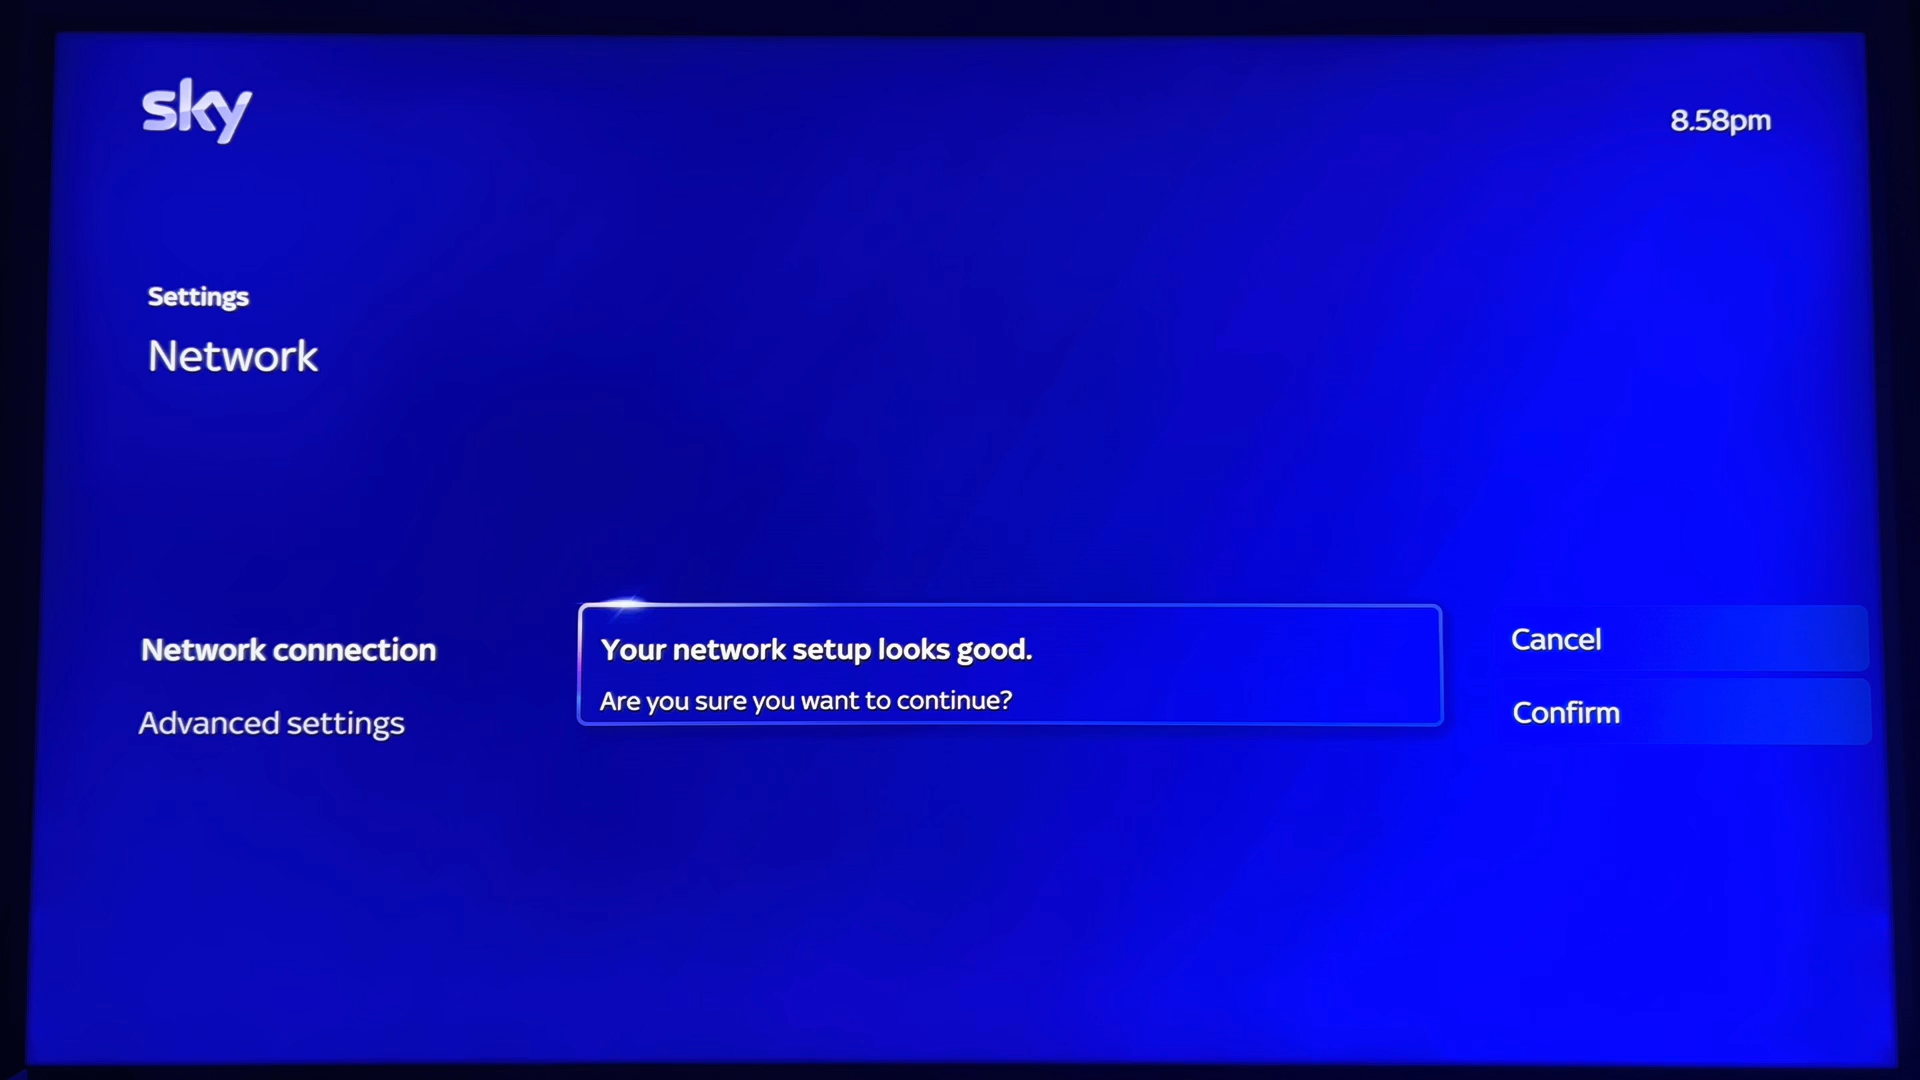 sky
8.58pm
Settings
Network
Network connection
Advanced settings
Your network setup looks good.
Are you sure you want to continue?
Cancel
Confirm